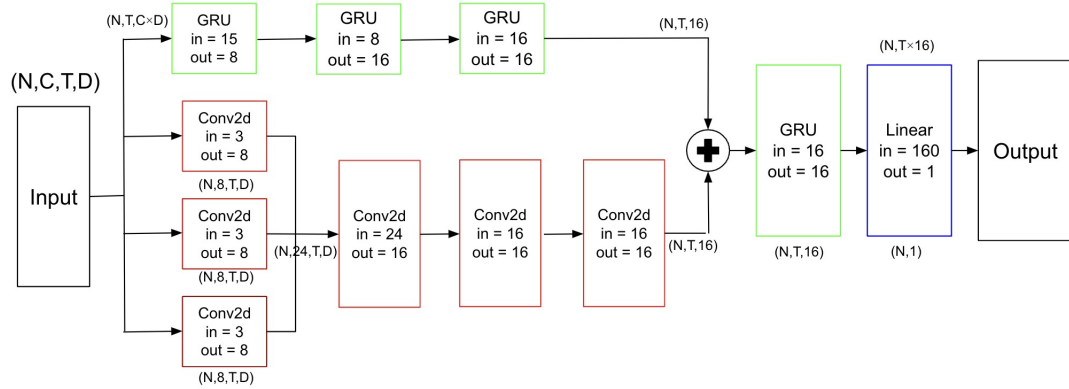 (N,C,T,D)
Input
(N,T,C×D)
GRU
in = 15
out = 8
GRU
in = 8
out = 16
GRU
in = 16
out = 16
(N,T,16)
Conv2d
in = 3
out = 8
(N,8,T,D)
Conv2d
in = 3
out = 8
(N,8,T,D)
Conv2d
in = 3
out = 8
(N,8,T,D)
(N,24,T,D)
Conv2d
in = 24
out = 16
Conv2d
in = 16
out = 16
Conv2d
in = 16
out = 16
(N,T,16)
GRU
in = 16
out = 16
(N,T,16)
(N,T×16)
Linear
in = 160
out = 1
(N,1)
Output